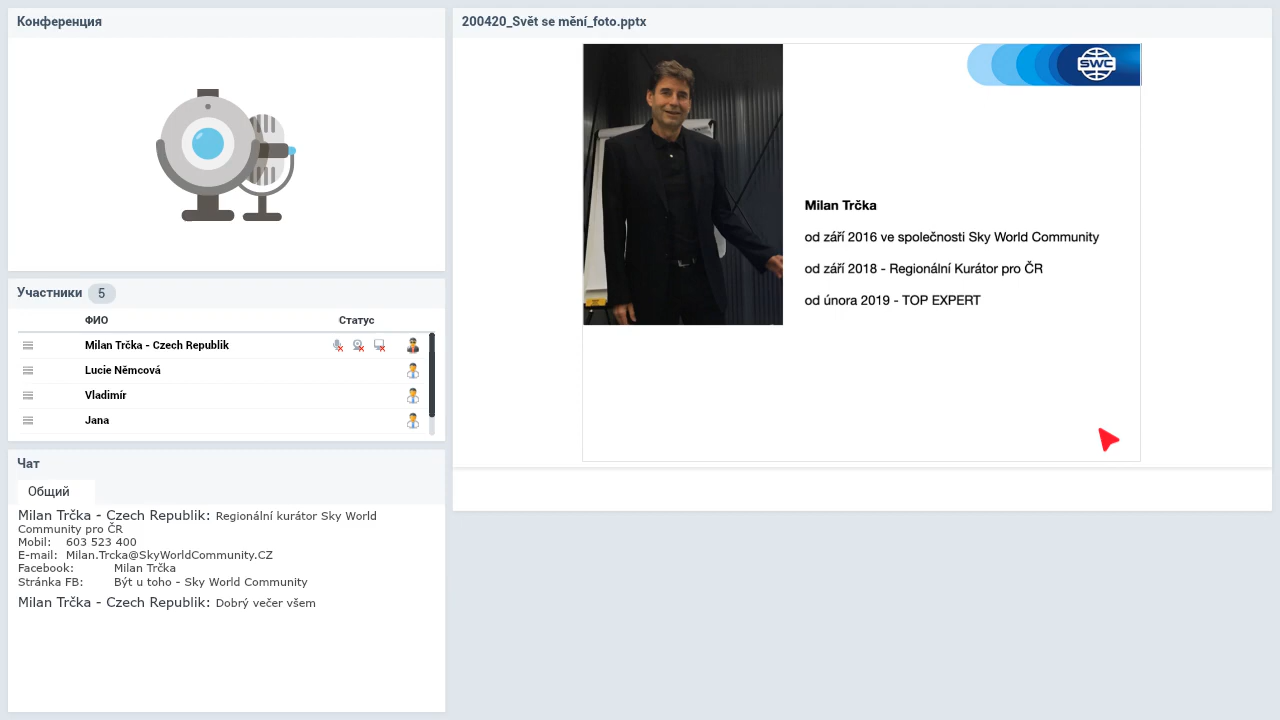 Конференция
Участники 5
ФИО Статус
Milan Trčka - Czech Republik
Lucie Němcová
Vladimír
Jana
Чат
Общий
Milan Trčka - Czech Republik: Regionální kurátor Sky World
Community pro ČR
Mobil: 603 523 400
E-mail: Milan.Trcka@SkyWorldCommunity.CZ
Facebook: Milan Trčka
Stránka FB: Být u toho - Sky World Community
Milan Trčka - Czech Republik: Dobrý večer všem
200420_Svět se mění_foto.pptx
SWC
Milan Trčka
od září 2016 ve společnosti Sky World Community
od září 2018 - Regionální Kurátor pro ČR
od února 2019 - TOP EXPERT